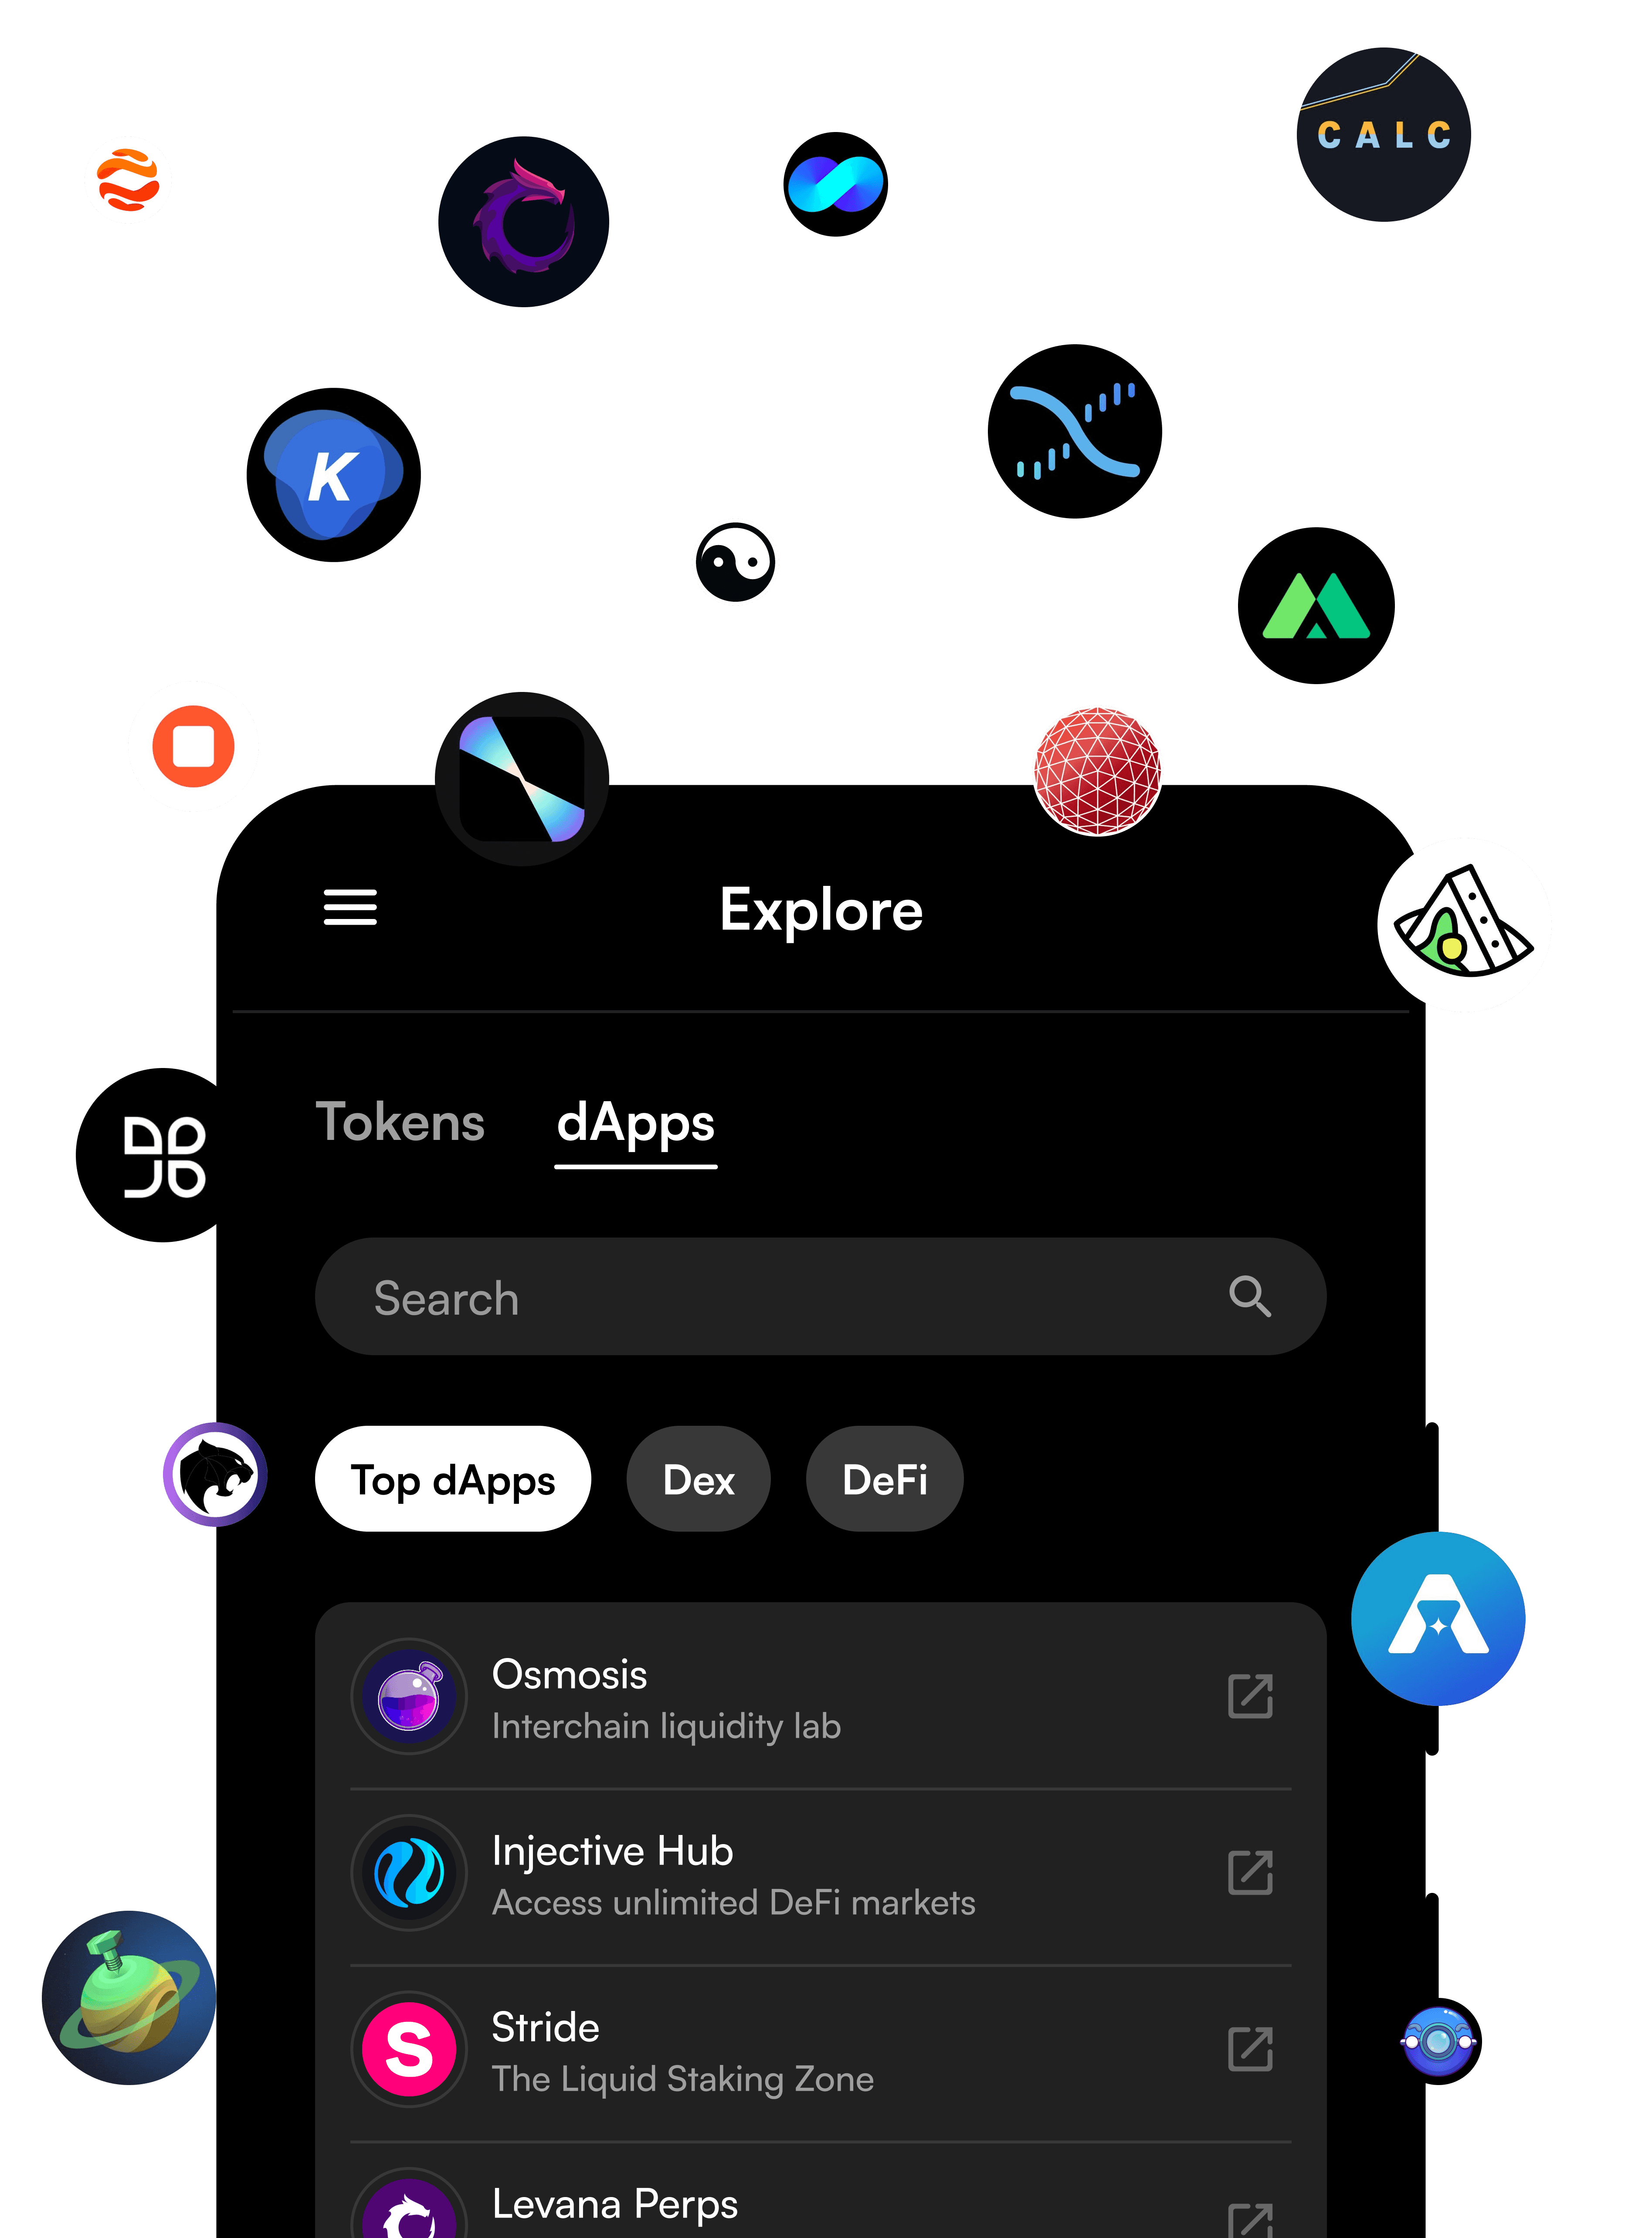 CALC
K
Explore
Tokens dApps
Search
Top dApps Dex DeFi
Osmosis
Interchain liquidity lab
Injective Hub
Access unlimited DeFi markets
S
Stride
The Liquid Staking Zone
Levana Perps